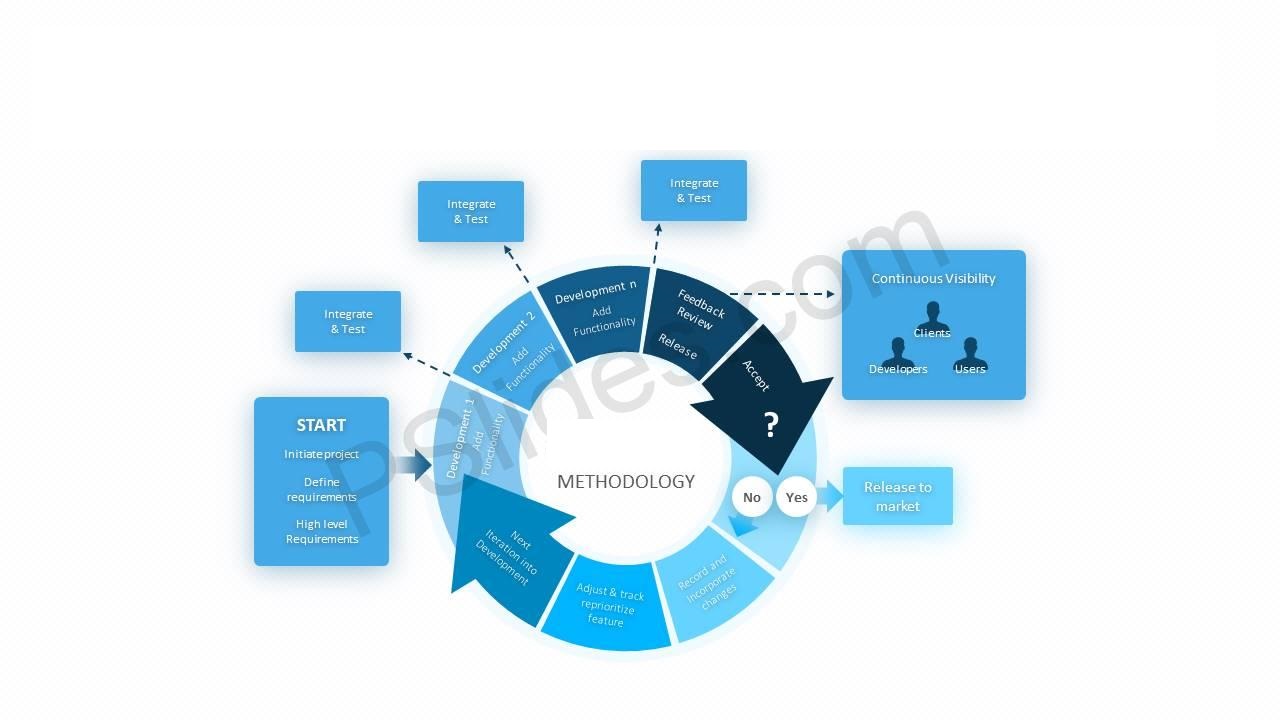 Integrate
& Test
Integrate
& Test
Integrate
& Test
START
Initiate project
Define
requirements
High level
Requirements
Development 1
Add
Functionality
Development 2
Add
Functionality
Development n
Add
Functionality
Feedback
Review
Release
Accept
?
Continuous Visibility
Clients
Developers
Users
No
Yes
Release to
market
Record and
Incorporate
changes
Adjust & track
reprioritize
feature
Next
Iteration into
Development
METHODOLOGY
PSlides.com